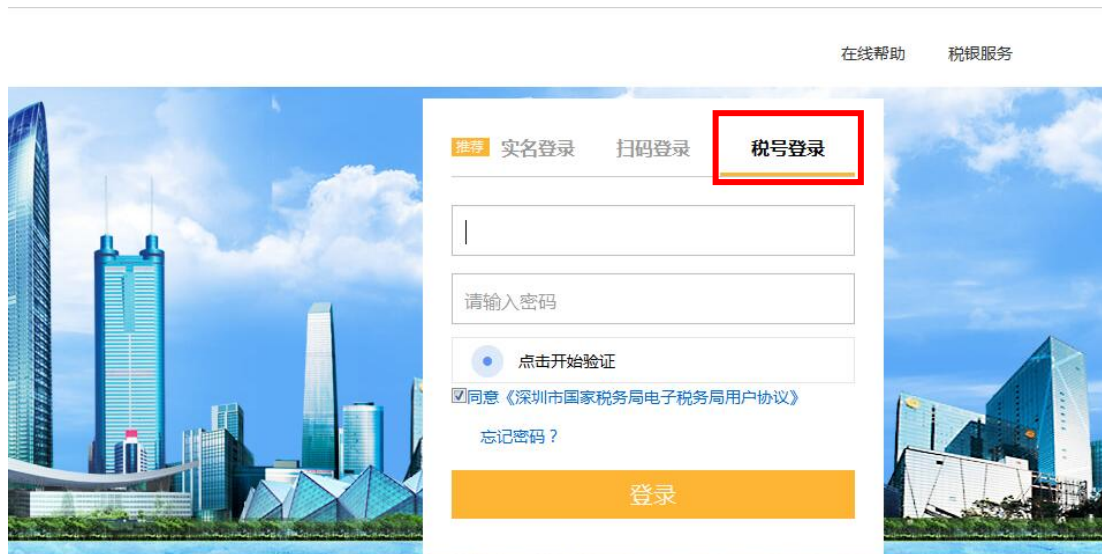 在线帮助 税银服务
推荐 实名登录 扫码登录 税号登录
请输入密码
点击开始验证
同意《深圳市国家税务局电子税务局用户协议》
忘记密码？
登录